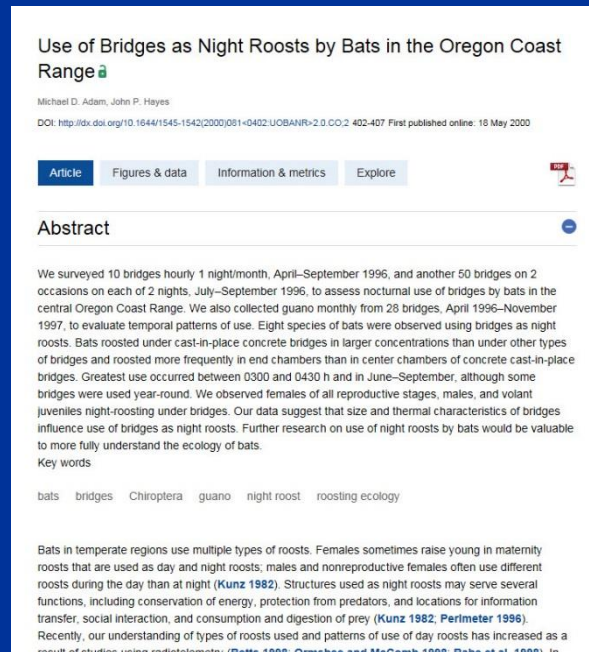 Use of Bridges as Night Roosts by Bats in the Oregon Coast
Range
Michael D. Adam, John P. Hayes
DOI: http://dx.doi.org/10.1644/1545-1542(2000)081<0402:UOBANR>2.0.CO;2 402-407 First published online: 18 May 2000
Article Figures & data Information & metrics Explore
PDF
Abstract
We surveyed 10 bridges hourly 1 night/month, April–September 1996, and another 50 bridges on 2
occasions on each of 2 nights, July–September 1996, to assess nocturnal use of bridges by bats in the
central Oregon Coast Range. We also collected guano monthly from 28 bridges, April 1996–November
1997, to evaluate temporal patterns of use. Eight species of bats were observed using bridges as night
roosts. Bats roosted under cast-in-place concrete bridges in larger concentrations than under other types
of bridges and roosted more frequently in end chambers than in center chambers of concrete cast-in-place
bridges. Greatest use occurred between 0300 and 0430 h and in June–September, although some
bridges were used year-round. We observed females of all reproductive stages, males, and volant
juveniles night-roosting under bridges. Our data suggest that size and thermal characteristics of bridges
influence use of bridges as night roosts. Further research on use of night roosts by bats would be valuable
to more fully understand the ecology of bats.
Key words
bats bridges Chiroptera guano night roost roosting ecology
Bats in temperate regions use multiple types of roosts. Females sometimes raise young in maternity
roosts that are used as day and night roosts; males and nonreproductive females often use different
roosts during the day than at night (Kunz 1982). Structures used as night roosts may serve several
functions, including conservation of energy, protection from predators, and locations for information
transfer, social interaction, and consumption and digestion of prey (Kunz 1982; Perlmeter 1996).
Recently, our understanding of types of roosts used and patterns of use of day roosts has increased as a
result of studies using radiotelemetry (Betts 1998; Ormsbee and McComb 1998; Rabe et al. 1998). In